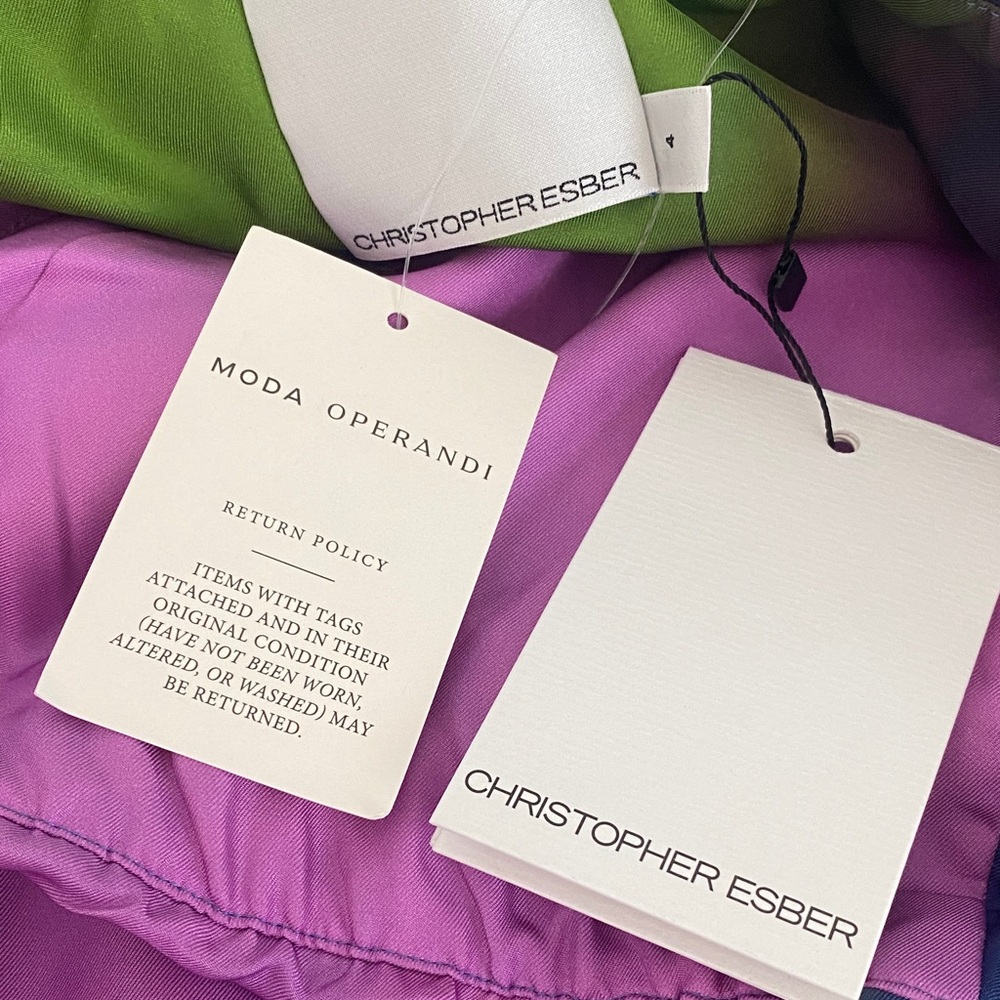 CHRISTOPHER ESBER
4
MODA OPERANDI
RETURN POLICY
ITEMS WITH TAGS
ATTACHED AND IN THEIR
ORIGINAL CONDITION
(HAVE NOT BEEN WORN,
ALTERED, OR WASHED) MAY
BE RETURNED.
CHRISTOPHER ESBER